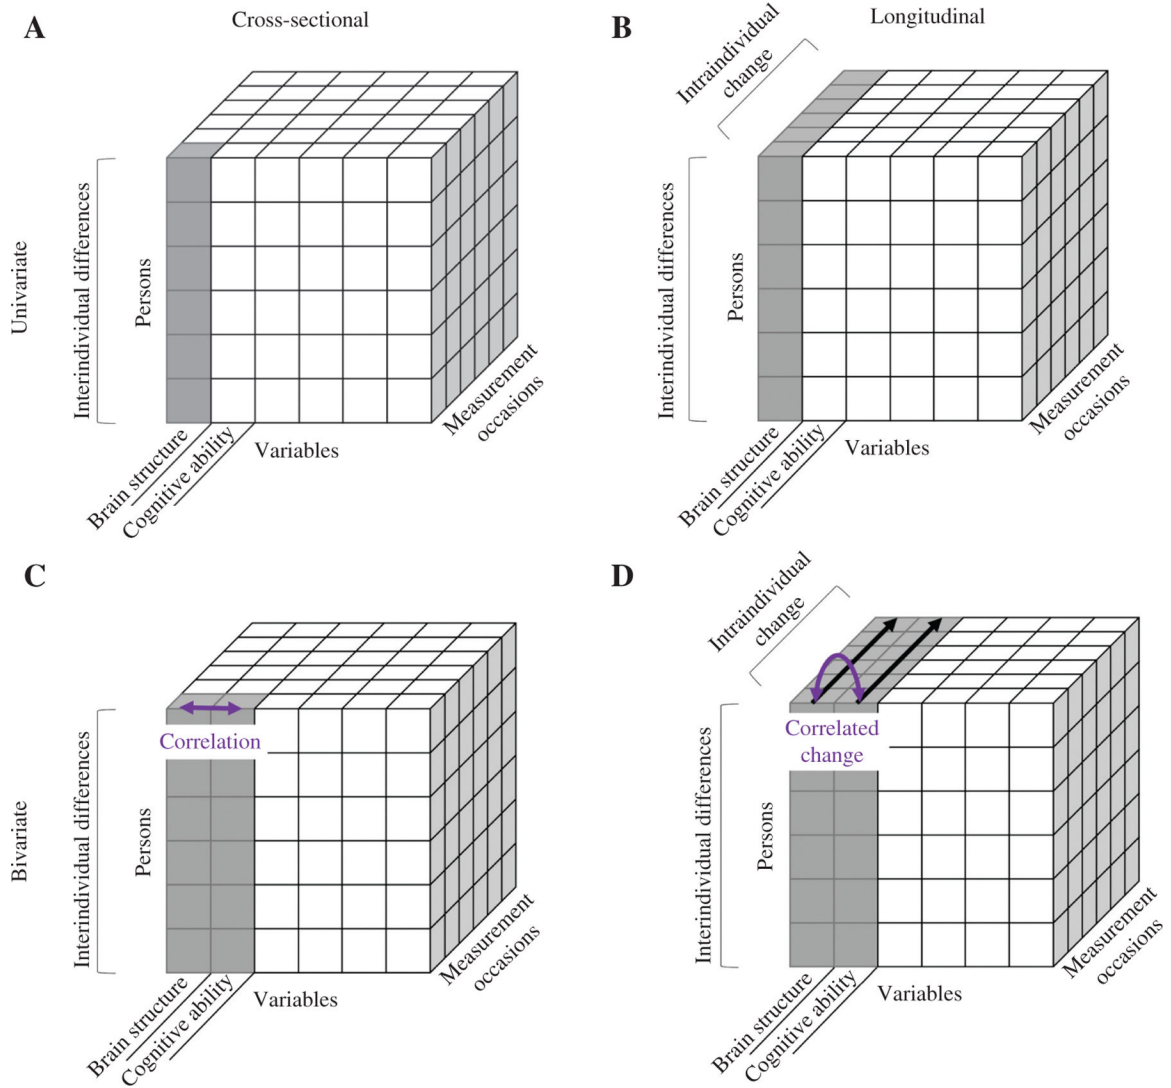 A
Cross-sectional
B
Longitudinal
Intraindividual
change
Univariate
Interindividual differences
Persons
Brain structure
Cognitive ability
Variables
Measurement
occasions
Interindividual differences
Persons
Brain structure
Cognitive ability
Variables
Measurement
occasions
C
D
Intraindividual
change
Bivariate
Interindividual differences
Persons
Correlation
Brain structure
Cognitive ability
Variables
Measurement
occasions
Interindividual differences
Persons
Correlated
change
Brain structure
Cognitive ability
Variables
Measurement
occasions